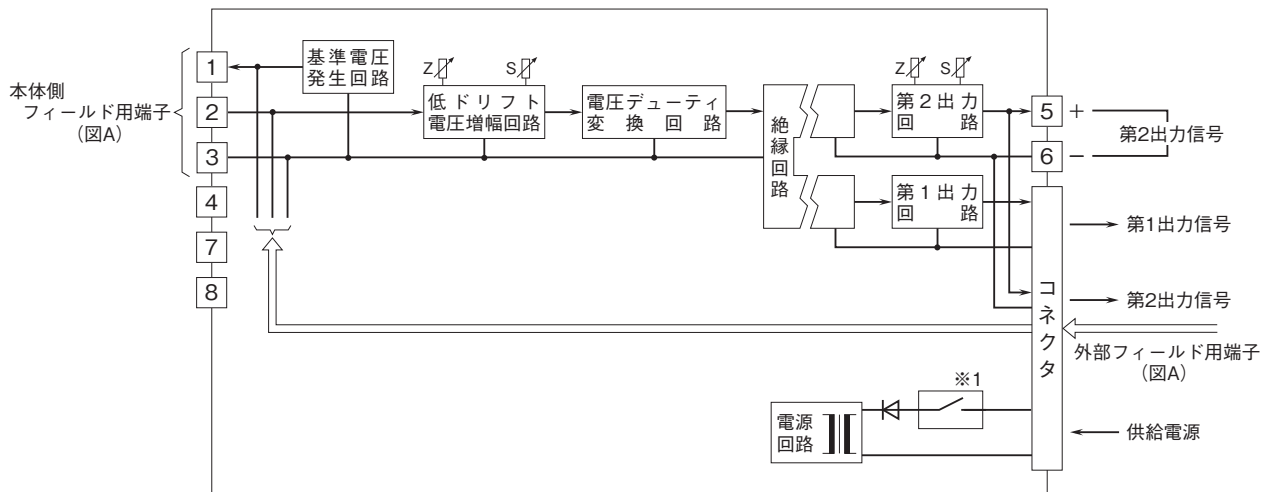 本体側
フィールド用端子
(図A)
1
2
3
4
7
8
基準電圧
発生回路
Z
S
低ドリフト
電圧増幅回路
電圧デューティ
変換回路
絶縁回路
Z
S
第2出力
回路
第1出力
回路
5
+
6
−
第2出力信号
コネクタ
第1出力信号
第2出力信号
外部フィールド用端子
(図A)
※1
電源
回路
供給電源